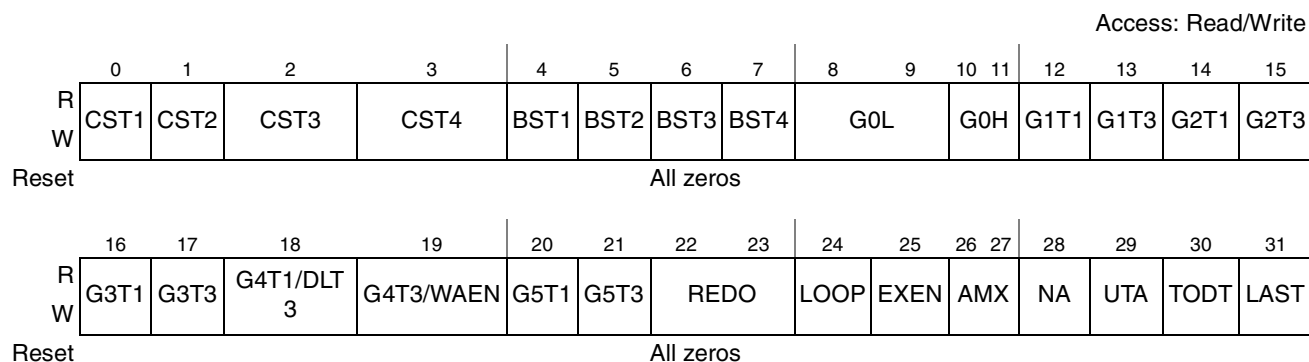 Access: Read/Write
0 1 2 3 4 5 6 7 8 9 10 11 12 13 14 15
R
W
CST1 CST2 CST3 CST4 BST1 BST2 BST3 BST4 G0L G0H G1T1 G1T3 G2T1 G2T3
Reset All zeros
16 17 18 19 20 21 22 23 24 25 26 27 28 29 30 31
R
W
G3T1 G3T3 G4T1/DLT
3 G4T3/WAEN G5T1 G5T3 REDO LOOP EXEN AMX NA UTA TODT LAST
Reset All zeros